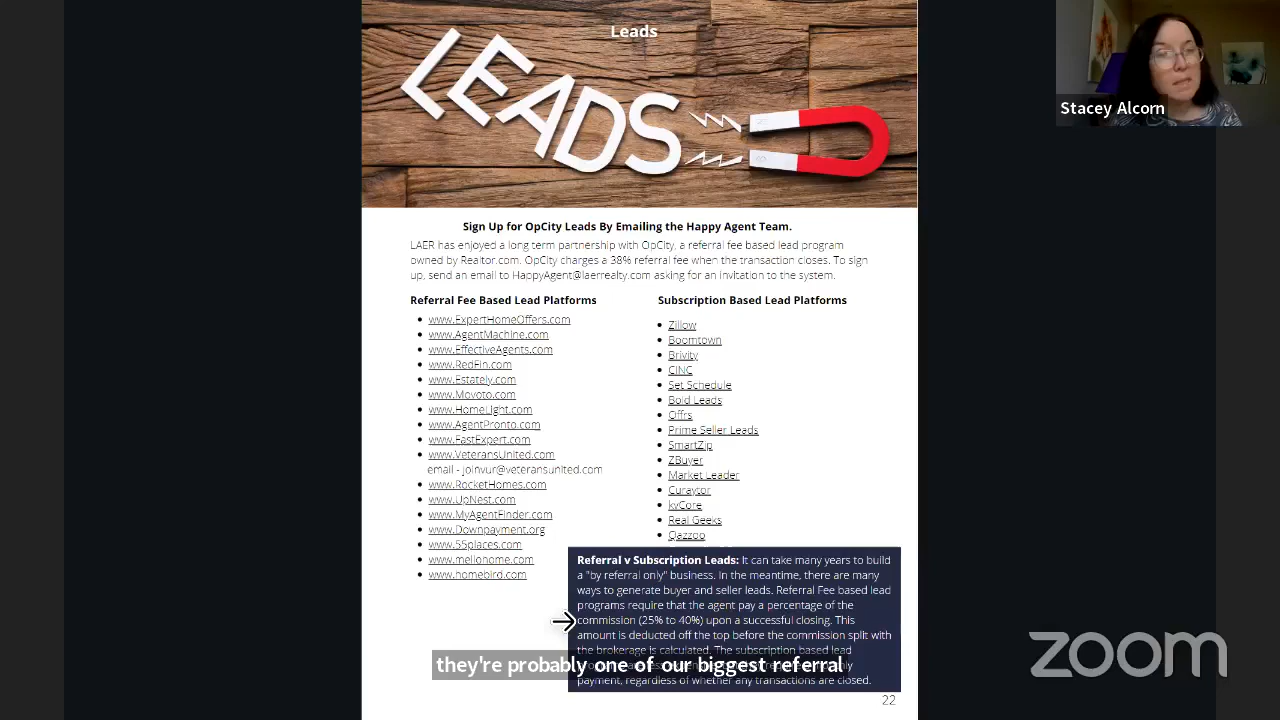 Leads
LEADS
Stacey Alcorn
Sign Up for OpCity Leads By Emailing the Happy Agent Team.
LAER has enjoyed a long term partnership with OpCity, a referral fee based lead program
owned by Realtor.com. OpCity charges a 38% referral fee when the transaction closes. To sign
up, send an email to HappyAgent@laerrealty.com asking for an invitation to the system.
Referral Fee Based Lead Platforms
www.ExpertHomeOffers.com
www.AgentMachine.com
www.EffectiveAgents.com
www.RedFin.com
www.Estately.com
www.Movoto.com
www.HomeLight.com
www.AgentPronto.com
www.FastExpert.com
www.VeteransUnited.com
email - joinvur@veteransunited.com
www.RocketHomes.com
www.UpNest.com
www.MyAgentFinder.com
www.Downpayment.org
www.55places.com
www.mellohome.com
www.homebird.com
Subscription Based Lead Platforms
Zillow
Boomtown
Brivity
CINC
Set Schedule
Bold Leads
Offrs
Prime Seller Leads
SmartZip
ZBuyer
Market Leader
Curaytor
kvCore
Real Geeks
Qazzoo
Referral v Subscription Leads: It can take many years to build
a "by referral only" business. In the meantime, there are many
ways to generate buyer and seller leads. Referral Fee based lead
programs require that the agent pay a percentage of the
commission (25% to 40%) upon a successful closing. This
amount is deducted off the top before the commission split with
the brokerage is calculated. The subscription based lead
payment, regardless of whether any transactions are closed.
they're probably one of our biggest referral
22
zoom